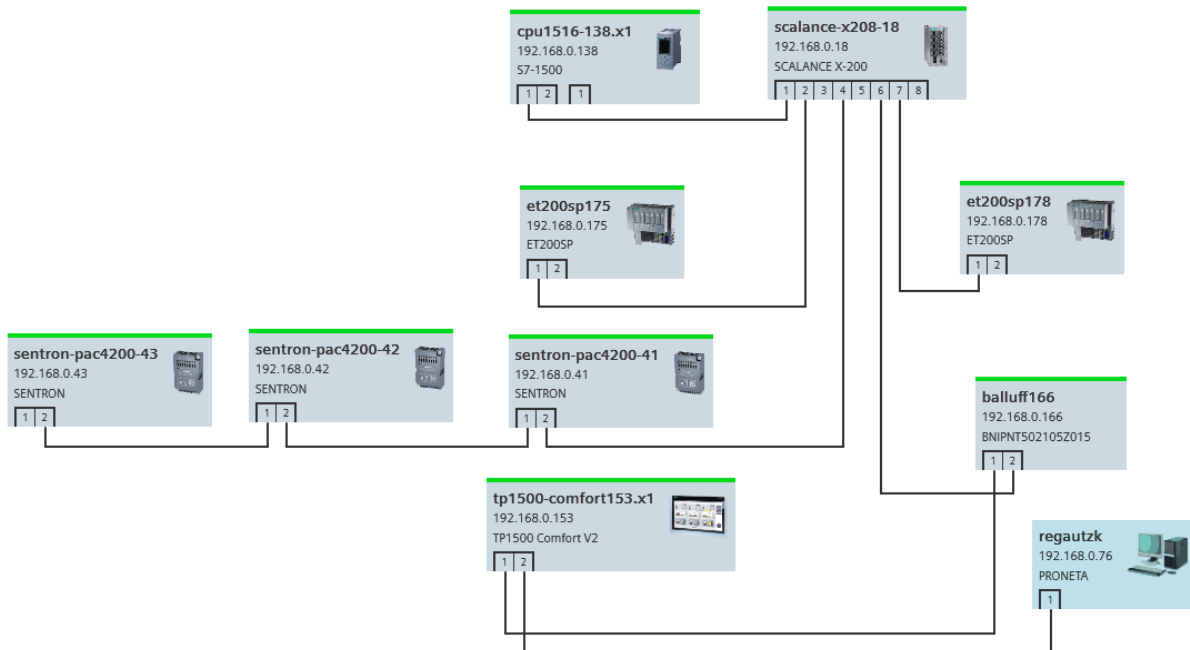 cpu1516-138.x1
192.168.0.138
S7-1500
1 2 1
scalance-x208-18
192.168.0.18
SCALANCE X-200
1 2 3 4 5 6 7 8
et200sp175
192.168.0.175
ET200SP
1 2
et200sp178
192.168.0.178
ET200SP
1 2
sentron-pac4200-43
192.168.0.43
SENTRON
1 2
sentron-pac4200-42
192.168.0.42
SENTRON
1 2
sentron-pac4200-41
192.168.0.41
SENTRON
1 2
balluff166
192.168.0.166
BNIPNT502105Z015
1 2
tp1500-comfort153.x1
192.168.0.153
TP1500 Comfort V2
1 2
regautzk
192.168.0.76
PRONETA
1